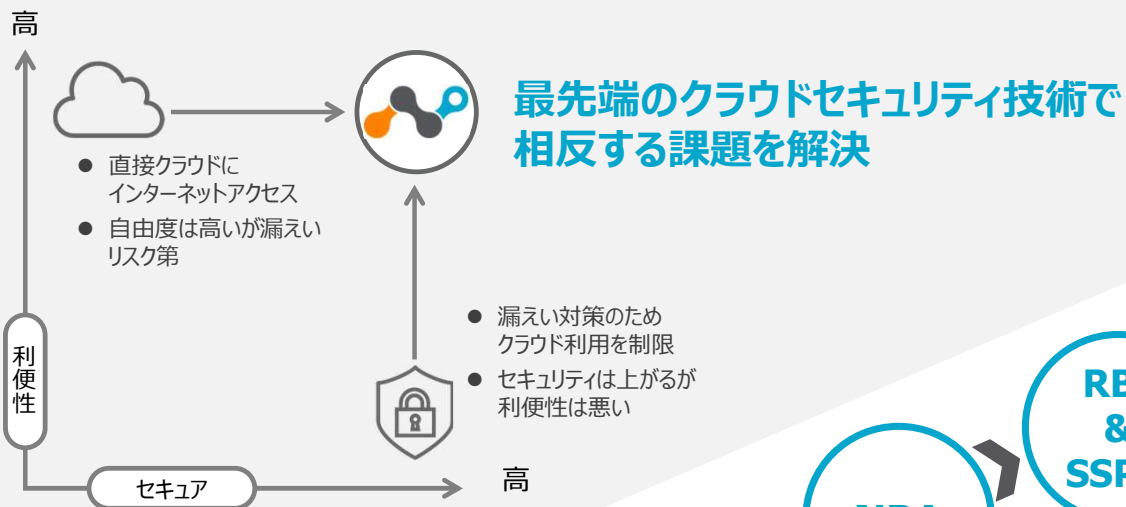 高
最先端のクラウドセキュリティ技術で
相反する課題を解決
● 直接クラウドに
インターネットアクセス
● 自由度は高いが漏えい
リスク第
● 漏えい対策のため
クラウド利用を制限
● セキュリティは上がるが
利便性は悪い
利便性
セキュア
高
&